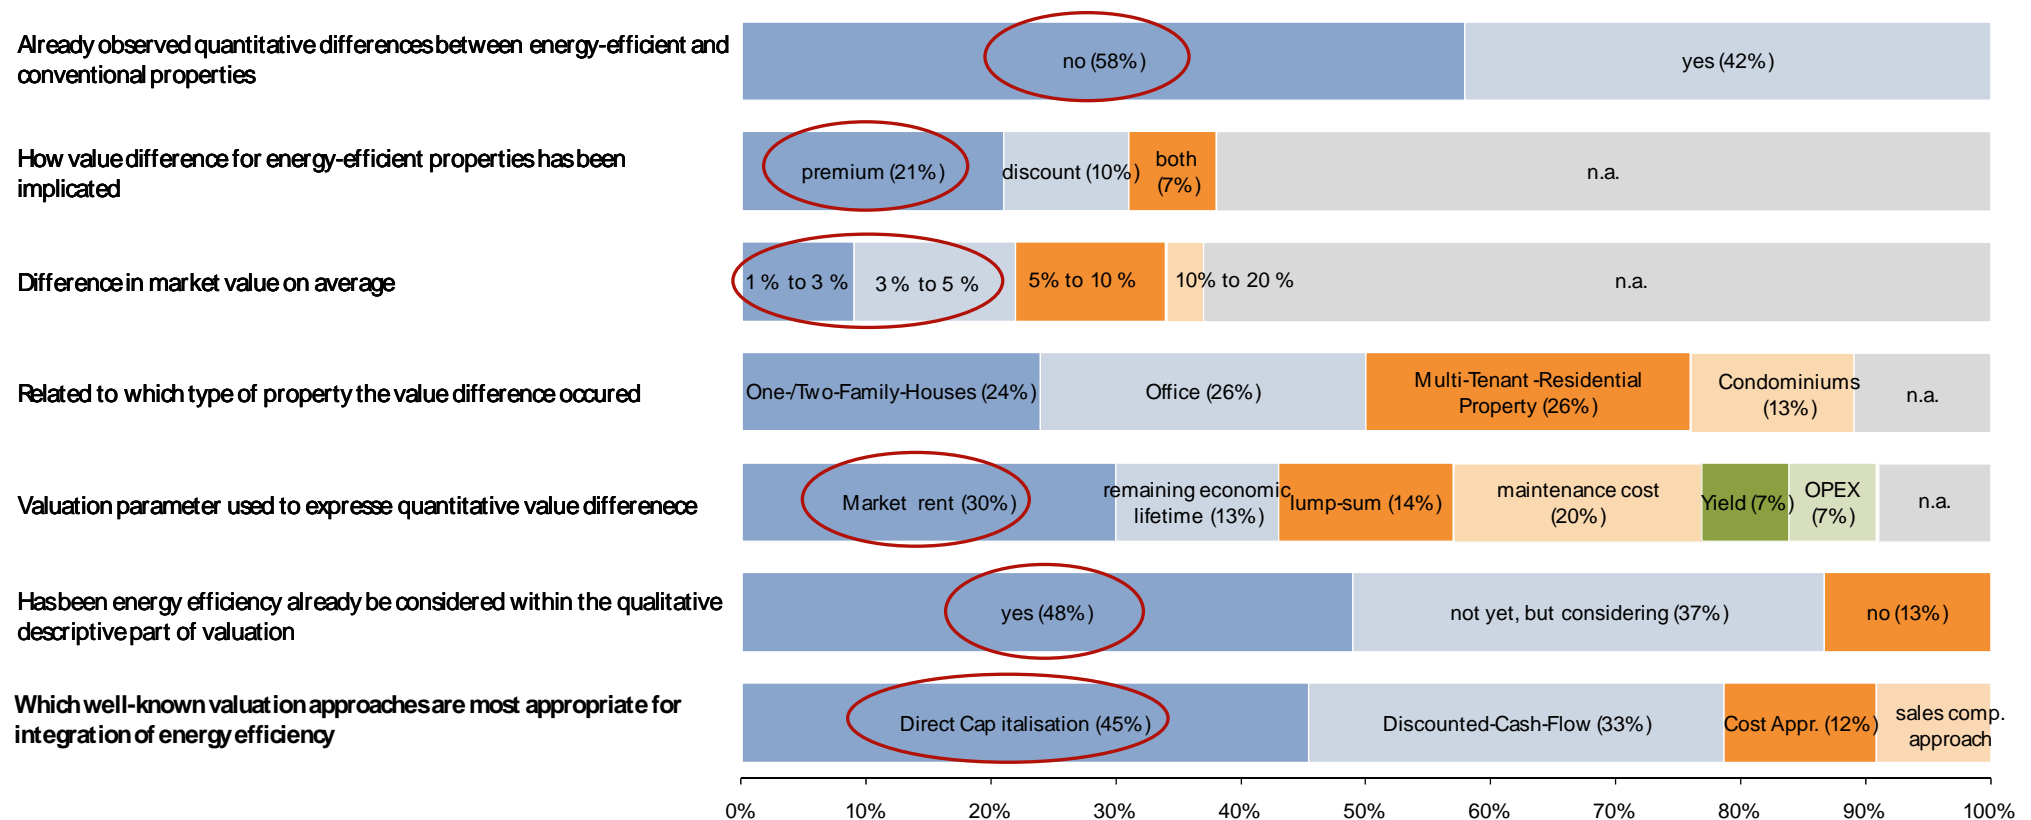 Already observed quantitative differences between energy-efficient and
conventional properties
no (58%)
yes (42%)
How value difference for energy-efficient properties has been
implicated
premium (21%)
discount (10%)
both
(7%)
n.a.
Difference in market value on average
1 % to 3 %
3 % to 5 %
5% to 10 %
10% to 20 %
n.a.
Related to which type of property the value difference occured
One-/Two-Family-Houses (24%)
Office (26%)
Multi-Tenant -Residential
Property (26%)
Condominiums
(13%)
n.a.
Valuation parameter used to expresse quantitative value differenece
Market rent (30%)
remaining economic
lifetime (13%)
lump-sum (14%)
maintenance cost
(20%)
Yield (7%)
OPEX
(7%)
n.a.
Has been energy efficiency already be considered within the qualitative
descriptive part of valuation
yes (48%)
not yet, but considering (37%)
no (13%)
Which well-known valuation approaches are most appropriate for
integration of energy efficiency
Direct Cap italisation (45%)
Discounted-Cash-Flow (33%)
Cost Appr. (12%)
sales comp.
approach
0% 10% 20% 30% 40% 50% 60% 70% 80% 90% 100%